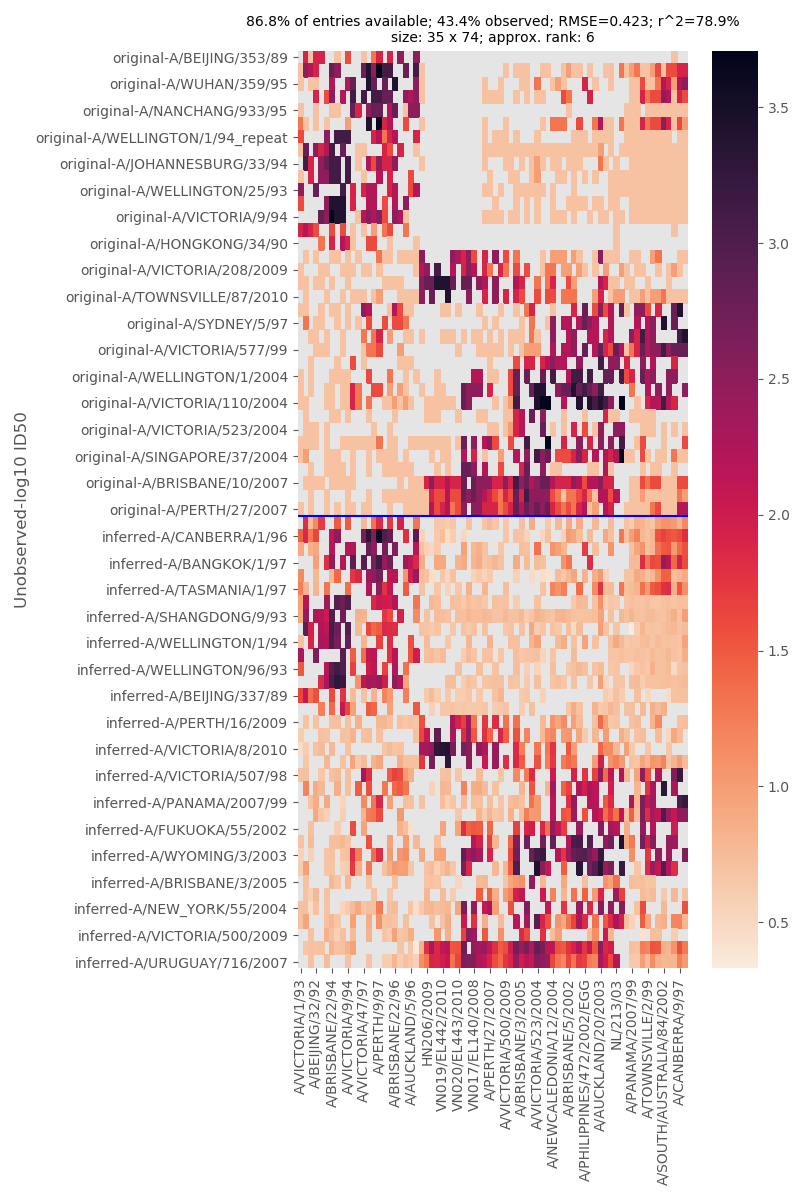 86.8% of entries available; 43.4% observed; RMSE=0.423; r^2=78.9%
size: 35 x 74; approx. rank: 6
Unobserved-log10 ID50
original-A/BEIJING/353/89
original-A/WUHAN/359/95
original-A/NANCHANG/933/95
original-A/WELLINGTON/1/94_repeat
original-A/JOHANNESBURG/33/94
original-A/WELLINGTON/25/93
original-A/VICTORIA/9/94
original-A/HONGKONG/34/90
original-A/VICTORIA/208/2009
original-A/TOWNSVILLE/87/2010
original-A/SYDNEY/5/97
original-A/VICTORIA/577/99
original-A/WELLINGTON/1/2004
original-A/VICTORIA/110/2004
original-A/VICTORIA/523/2004
original-A/SINGAPORE/37/2004
original-A/BRISBANE/10/2007
original-A/PERTH/27/2007
inferred-A/CANBERRA/1/96
inferred-A/BANGKOK/1/97
inferred-A/TASMANIA/1/97
inferred-A/SHANGDONG/9/93
inferred-A/WELLINGTON/1/94
inferred-A/WELLINGTON/96/93
inferred-A/BEIJING/337/89
inferred-A/PERTH/16/2009
inferred-A/VICTORIA/8/2010
inferred-A/VICTORIA/507/98
inferred-A/PANAMA/2007/99
inferred-A/FUKUOKA/55/2002
inferred-A/WYOMING/3/2003
inferred-A/BRISBANE/3/2005
inferred-A/NEW_YORK/55/2004
inferred-A/VICTORIA/500/2009
inferred-A/URUGUAY/716/2007
A/VICTORIA/1/93
A/BEIJING/32/92
A/BRISBANE/22/94
A/VICTORIA/9/94
A/VICTORIA/47/97
A/PERTH/9/97
A/BRISBANE/22/96
A/AUCKLAND/5/96
HN206/2009
VN019/EL442/2010
VN020/EL443/2010
VN017/EL140/2008
A/PERTH/27/2007
A/VICTORIA/500/2009
A/BRISBANE/3/2005
A/VICTORIA/523/2004
A/NEWCALEDONIA/12/2004
A/BRISBANE/5/2002
A/PHILIPPINES/472/2002/EGG
A/AUCKLAND/20/2003
NL/213/03
A/PANAMA/2007/99
A/TOWNSVILLE/2/99
A/SOUTH/AUSTRALIA/84/2002
A/CANBERRA/9/97
3.5
3.0
2.5
2.0
1.5
1.0
0.5